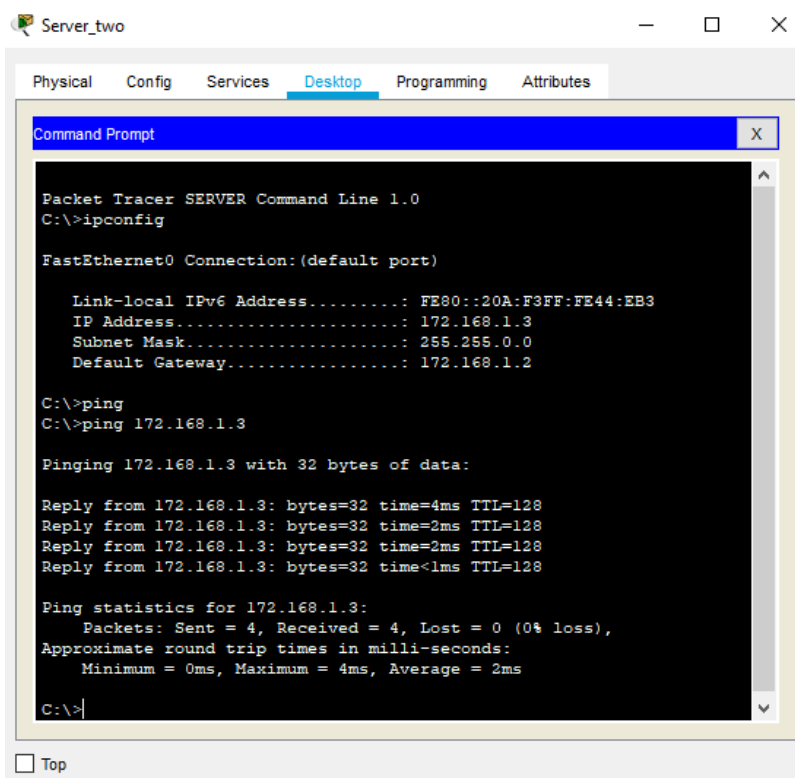 Server_two
Physical Config Services Desktop Programming Attributes
Command Prompt X
Packet Tracer SERVER Command Line 1.0
C:\>ipconfig
FastEthernet0 Connection:(default port)
Link-local IPv6 Address.........: FE80::20A:F3FF:FE44:EB3
IP Address......................: 172.168.1.3
Subnet Mask.....................: 255.255.0.0
Default Gateway.................: 172.168.1.2
C:\>ping
C:\>ping 172.168.1.3
Pinging 172.168.1.3 with 32 bytes of data:
Reply from 172.168.1.3: bytes=32 time=4ms TTL=128
Reply from 172.168.1.3: bytes=32 time=2ms TTL=128
Reply from 172.168.1.3: bytes=32 time=2ms TTL=128
Reply from 172.168.1.3: bytes=32 time<1ms TTL=128
Ping statistics for 172.168.1.3:
Packets: Sent = 4, Received = 4, Lost = 0 (0% loss),
Approximate round trip times in milli-seconds:
Minimum = 0ms, Maximum = 4ms, Average = 2ms
C:\>
Top